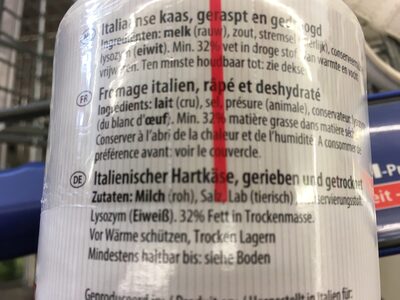 Italiaanse kaas, geraspt en gedroogd
Ingrediënten: melk (rauw), zout, stremsel
lysozym (eiwit). Min. 32% vet in droge stof
vrijwaren. Ten minste houdbaar tot: zie dekse
FR Fromage italien, râpé et deshydraté
Ingrédients: lait (cru), sel, présure (animale), conservateur
(du blanc d'œuf). Min. 32% matière grasse dans matière
Conserver à l'abri de la chaleur et de l'humidité. A consommer de
préférence avant: voir le couvercle.
DE Italienischer Hartkäse, gerieben und getrocknet
Zutaten: Milch (roh), Salz, Lab (tierisch)
Lysozym (Eiweiß). 32% Fett in Trockenmasse.
Vor Wärme schützen, Trocken Lagern
Mindestens haltbar bis: siehe Boden